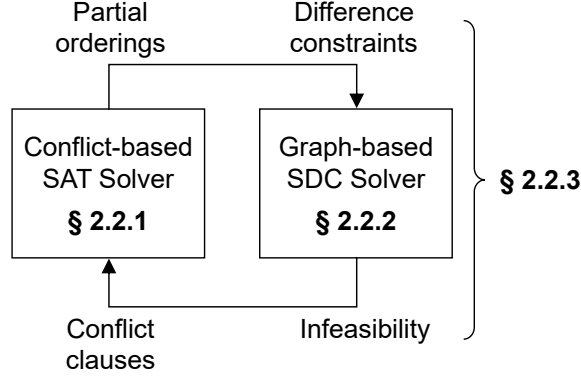 Partial
orderings
Difference
constraints
Conflict-based
SAT Solver
§ 2.2.1
Graph-based
SDC Solver
§ 2.2.2
§ 2.2.3
Conflict
clauses
Infeasibility